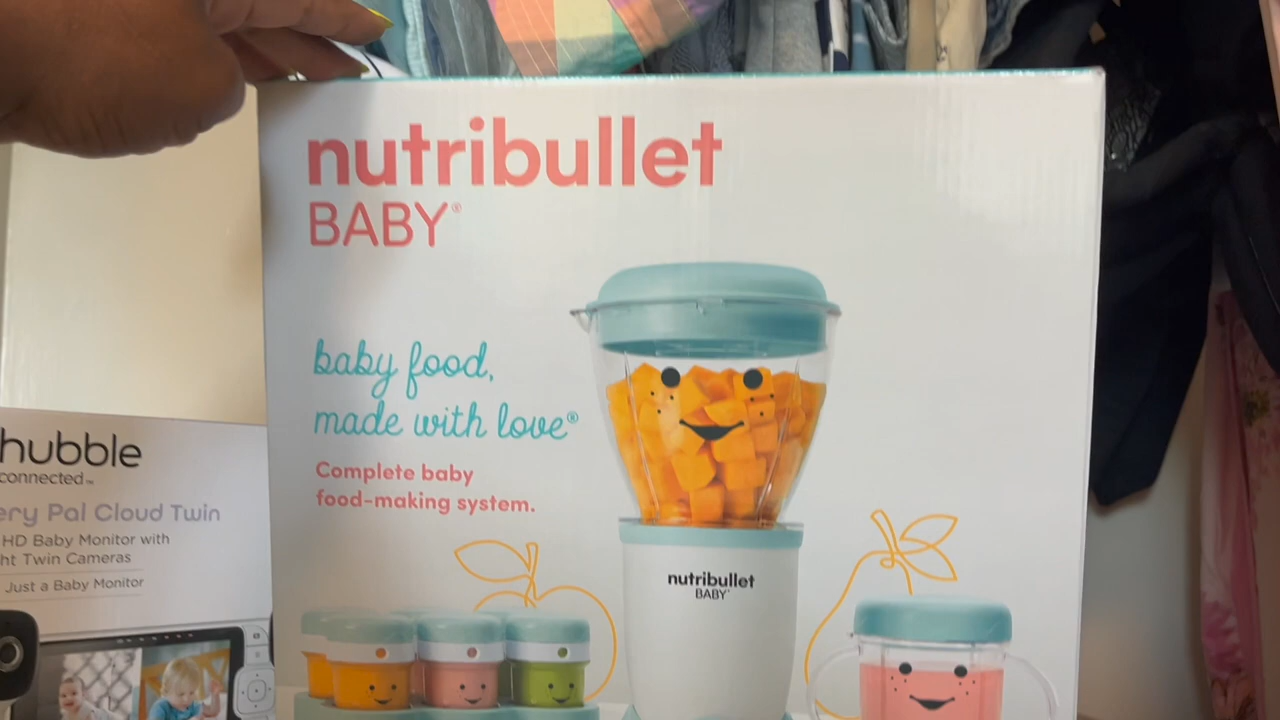 nutribullet
BABY®
baby food,
made with love®
Complete baby
food-making system.
nutribullet
BABY
hubble
connected™
ery Pal Cloud Twin
HD Baby Monitor with
ht Twin Cameras
Just a Baby Monitor